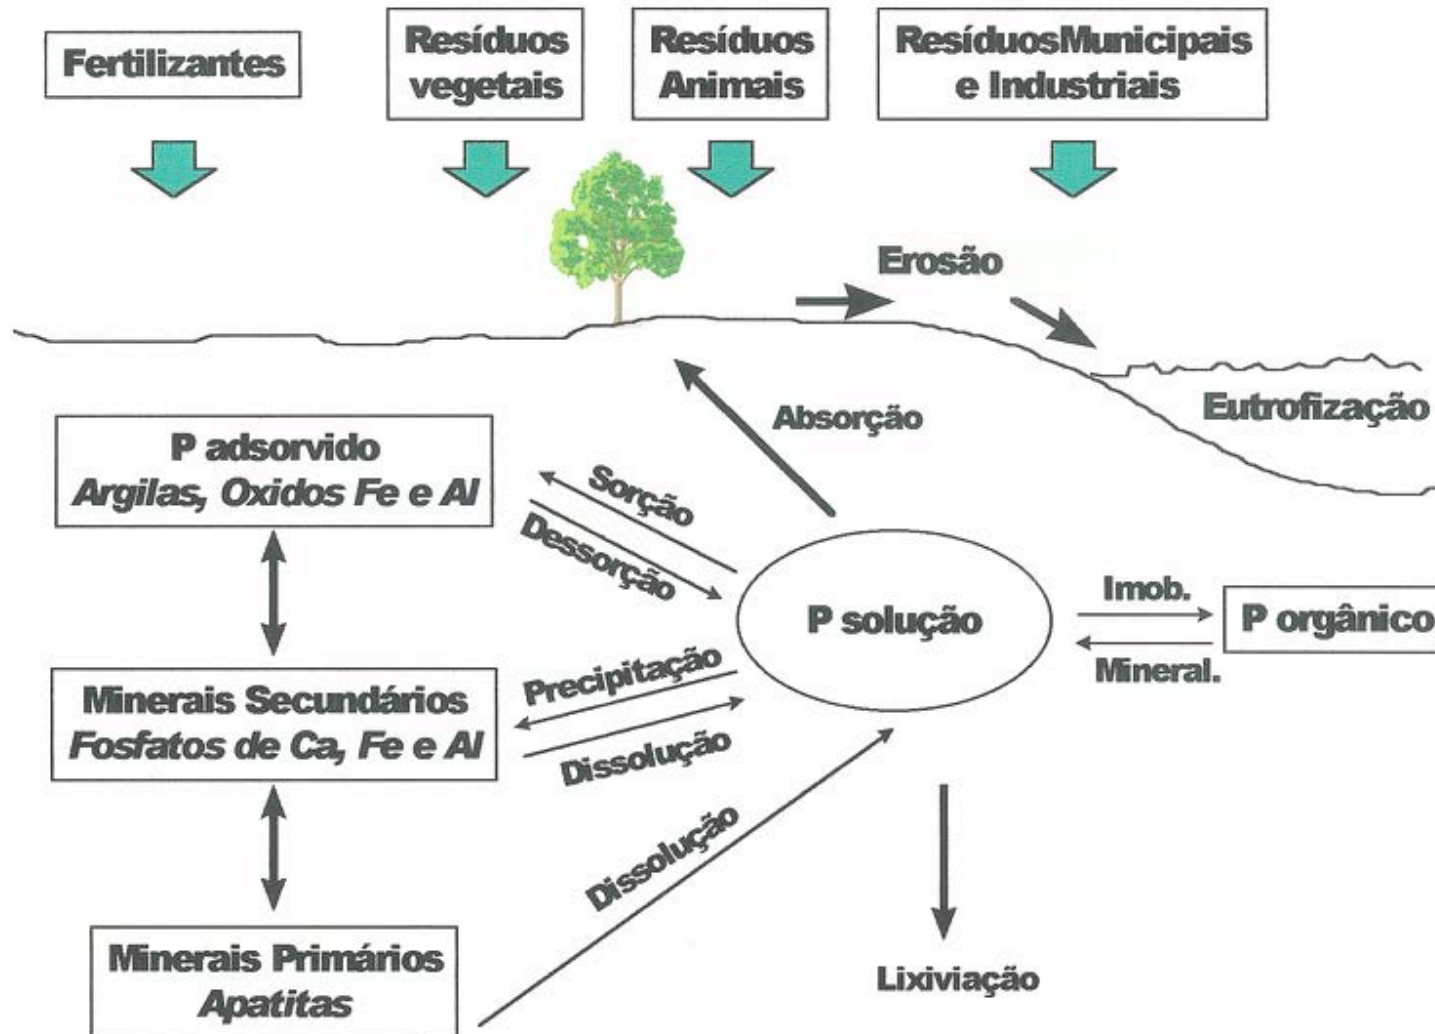 Fertilizantes
Resíduos
vegetais
Resíduos
Animais
ResíduosMunicipais
e Industriais
Erosão
Eutrofização
Absorção
P adsorvido
Argilas, Oxidos Fe e Al
Sorção
Dessorção
P solução
Imob.
Mineral.
P orgânico
Minerais Secundários
Fosfatos de Ca, Fe e Al
Precipitação
Dissolução
Dissolução
Minerais Primários
Apatitas
Lixiviação